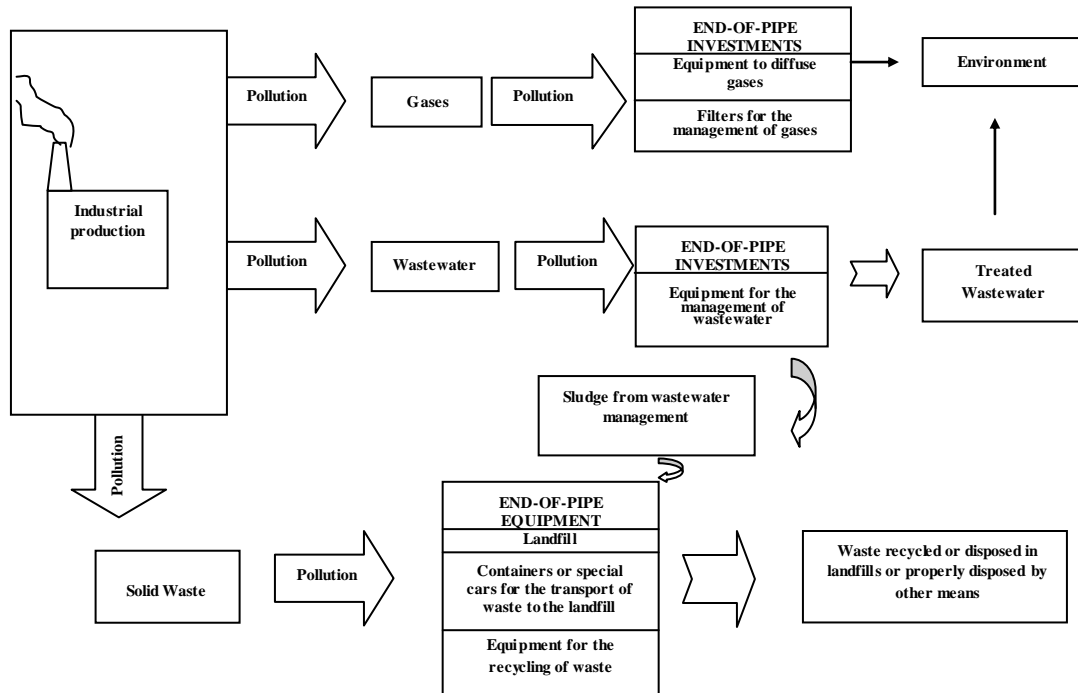 Industrial
production
Pollution
Gases
Pollution
END-OF-PIPE
INVESTMENTS
Equipment to diffuse
gases
Filters for the
management of gases
Environment
Pollution
Wastewater
Pollution
END-OF-PIPE
INVESTMENTS
Equipment for the
management of
wastewater
Treated
Wastewater
Sludge from wastewater
management
Pollution
Solid Waste
Pollution
END-OF-PIPE
EQUIPMENT
Landfill
Containers or special
cars for the transport of
waste to the landfill
Equipment for the
recycling of waste
Waste recycled or disposed in
landfills or properly disposed by
other means